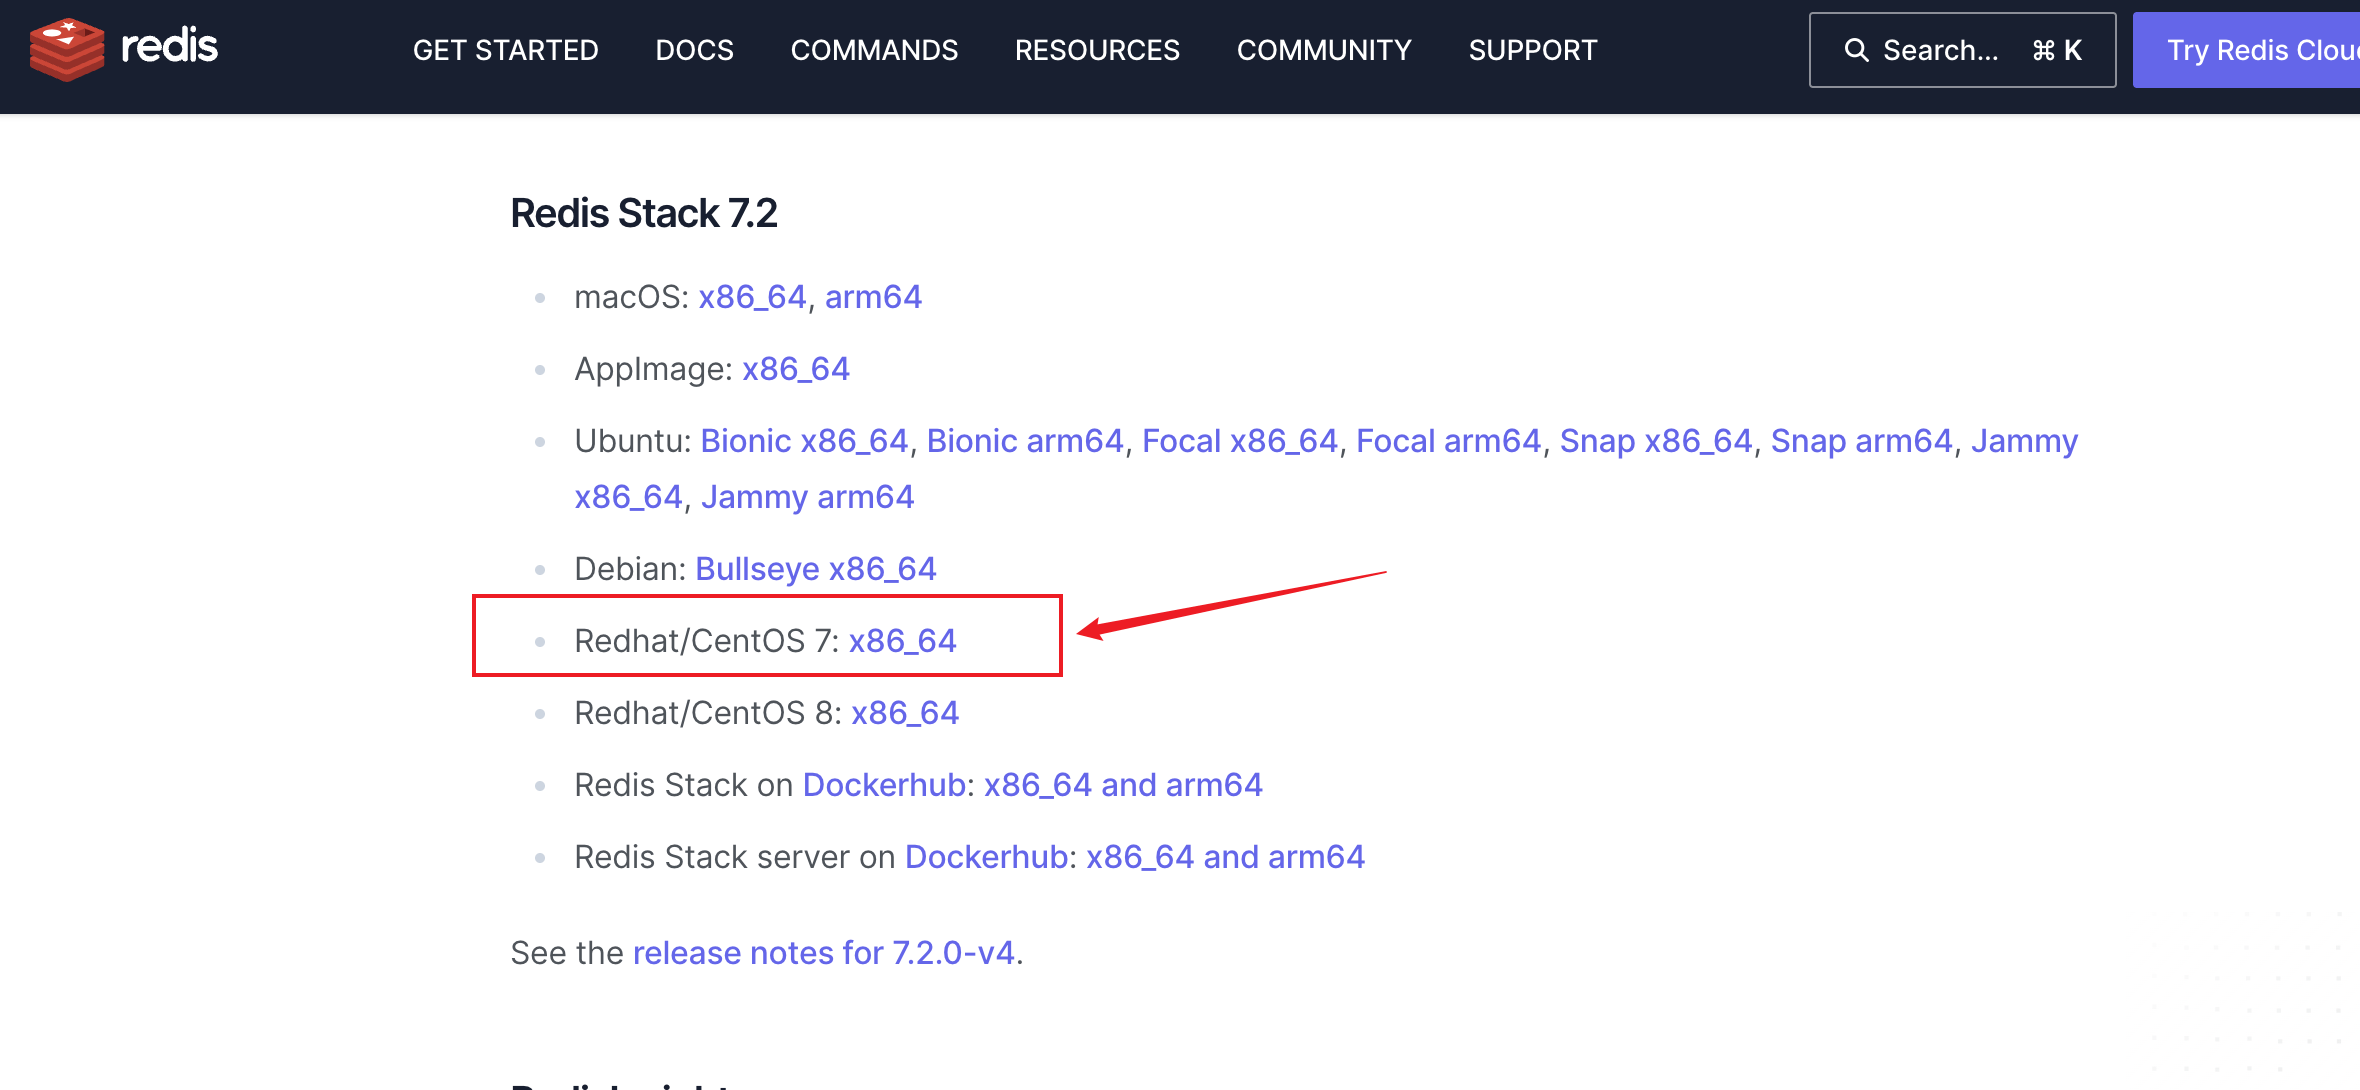 redis
GET STARTED DOCS COMMANDS RESOURCES COMMUNITY SUPPORT Search... ⌘ K Try Redis
Redis Stack 7.2
macOS: x86_64, arm64
AppImage: x86_64
Ubuntu: Bionic x86_64, Bionic arm64, Focal x86_64, Focal arm64, Snap x86_64, Snap arm64, Jammy
x86_64, Jammy arm64
Debian: Bullseye x86_64
Redhat/CentOS 7: x86_64
Redhat/CentOS 8: x86_64
Redis Stack on Dockerhub: x86_64 and arm64
Redis Stack server on Dockerhub: x86_64 and arm64
See the release notes for 7.2.0-v4.